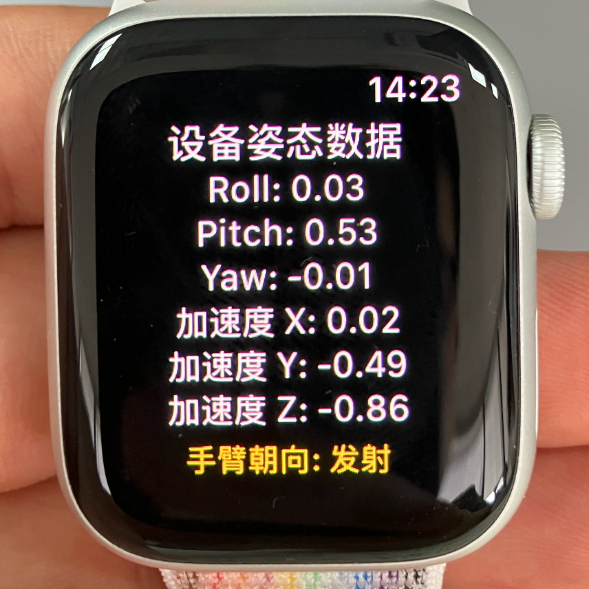 14:23
设备姿态数据
Roll: 0.03
Pitch: 0.53
Yaw: -0.01
加速度 X: 0.02
加速度 Y: -0.49
加速度 Z: -0.86
手臂朝向: 发射